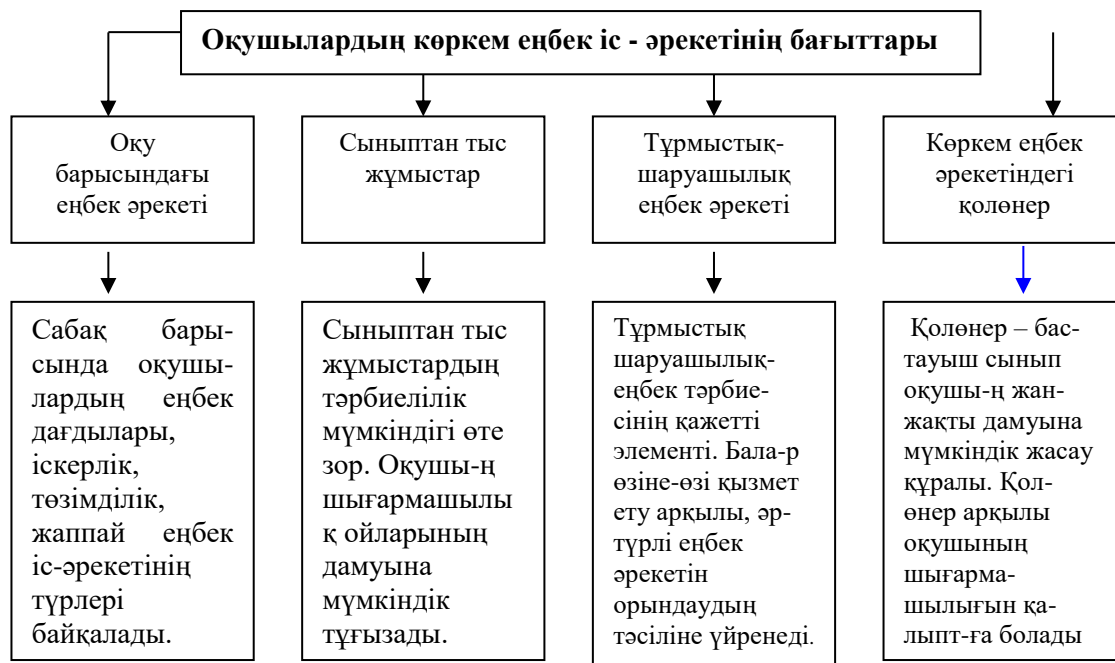 Оқушылардың көркем еңбек іс - әрекетінің бағыттары
Оқу
барысындағы
еңбек әрекеті
Сыныптан тыс
жұмыстар
Тұрмыстық-
шаруашылық
еңбек әрекеті
Көркем еңбек
әрекетіндегі
қолөнер
Сабақ бары-
сында оқушы-
лардың еңбек
дағдылары,
іскерлік,
төзімділік,
жаппай еңбек
іс-әрекетінің
түрлері
байқалады.
Сыныптан тыс
жұмыстардың
тәрбиелілік
мүмкіндігі өте
зор. Оқушы-ң
шығармашылы
қ ойларының
дамуына
мүмкіндік
туғызады.
Тұрмыстық
шаруашылық-
еңбек тәрбие-
сінің қажетті
элементі. Бала-р
өзіне-өзі қызмет
ету арқылы, әр-
түрлі еңбек
әрекетін
орындаудың
тәсіліне үйренеді.
Қолөнер – бас-
тауыш сынып
оқушы-ң жан-
жақты дамуына
мүмкіндік жасау
құралы. Қол-
өнер арқылы
оқушының
шығарма-
шылығын қа-
лыпт-ға болады